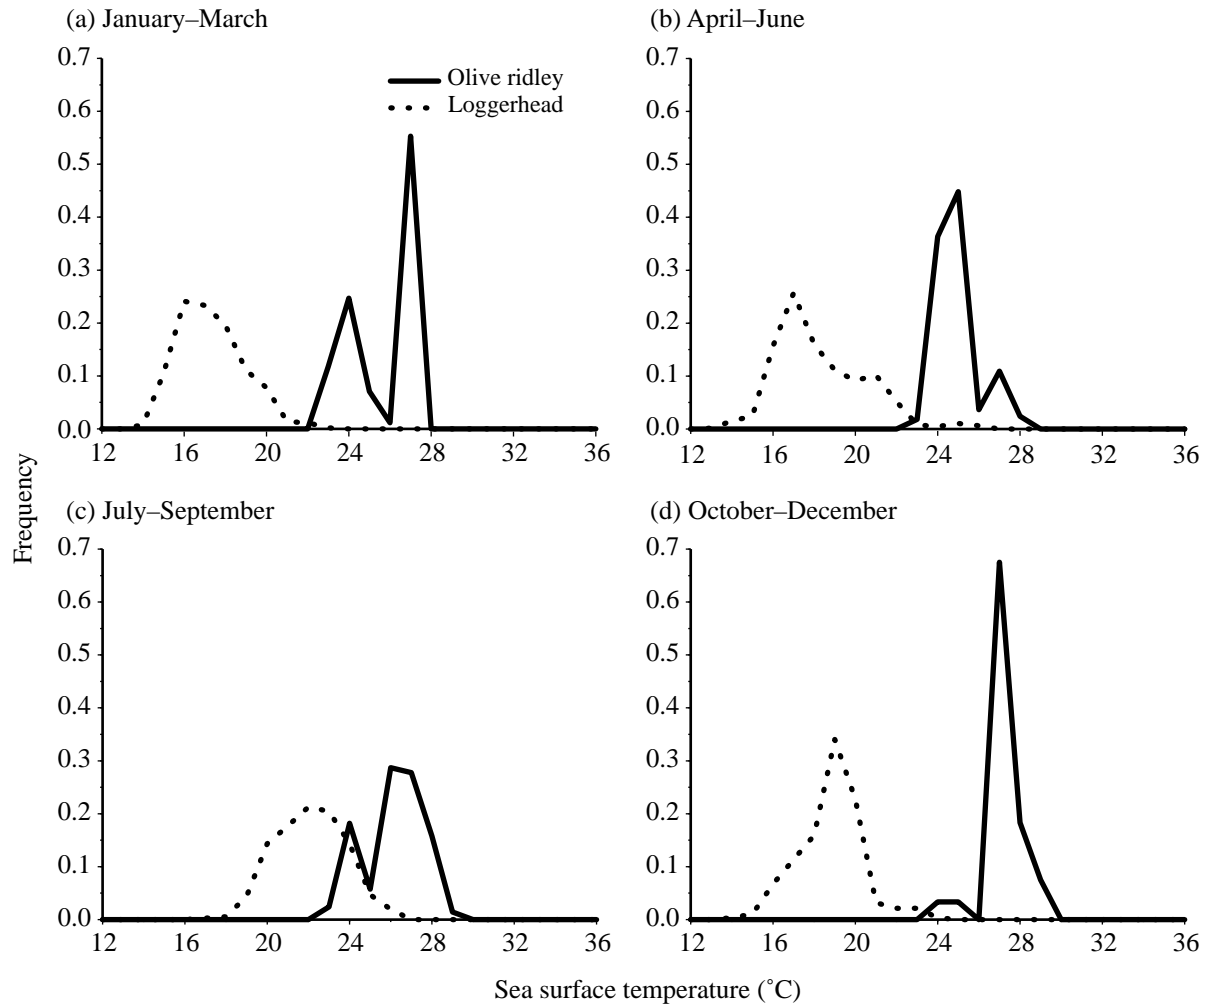 (a) January–March
(b) April–June
0.7
0.6
0.5
0.4
0.3
0.2
0.1
0.0
12 16 20 24 28 32 36
Olive ridley
Loggerhead
0.7
0.6
0.5
0.4
0.3
0.2
0.1
0.0
12 16 20 24 28 32 36
Frequency
(c) July–September
(d) October–December
0.7
0.6
0.5
0.4
0.3
0.2
0.1
0.0
12 16 20 24 28 32 36
0.7
0.6
0.5
0.4
0.3
0.2
0.1
0.0
12 16 20 24 28 32 36
Sea surface temperature (˚C)